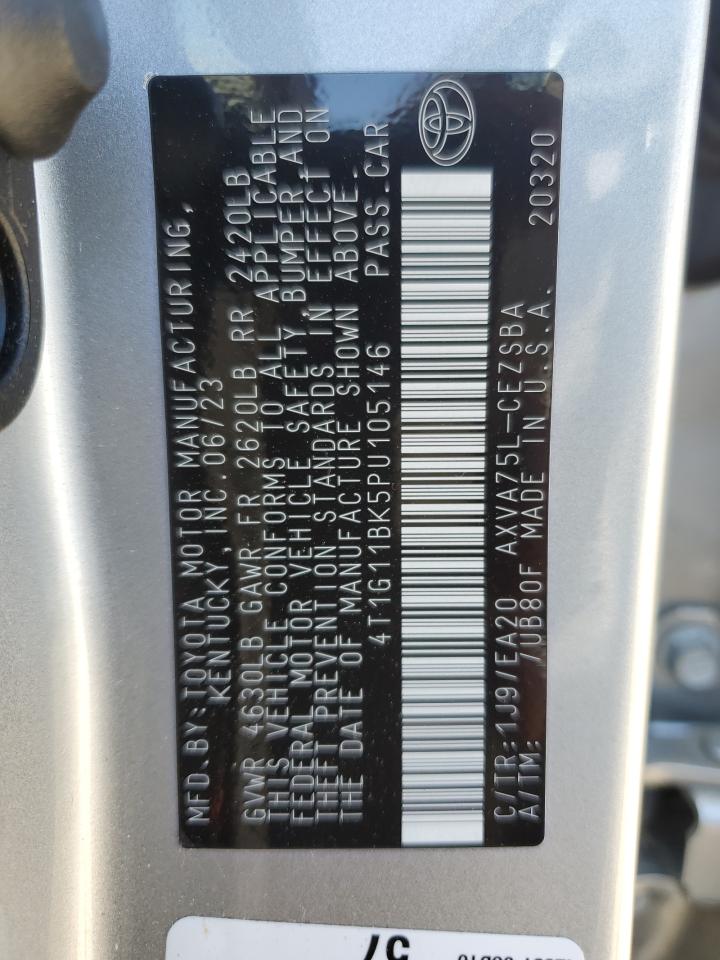 MFD.BY:TOYOTA MOTOR MANUFACTURING,
KENTUCKY,INC.06/23
GVWR 4630LB GAWR FR 2620LB RR 2420LB
THIS VEHICLE CONFORMS TO ALL APPLICABLE
FEDERAL MOTOR VEHICLE SAFETY, BUMPER,AND
THEFT PREVENTION STANDARDS IN EFFECT ON
THE DATE OF MANUFACTURE SHOWN ABOVE.
4T1G11BK5PU105146 PASS.CAR
C/TR:1J9/EA20 AXVA75L-CEZSBA
A/TM: /UB80F MADE IN U.S.A. 20320